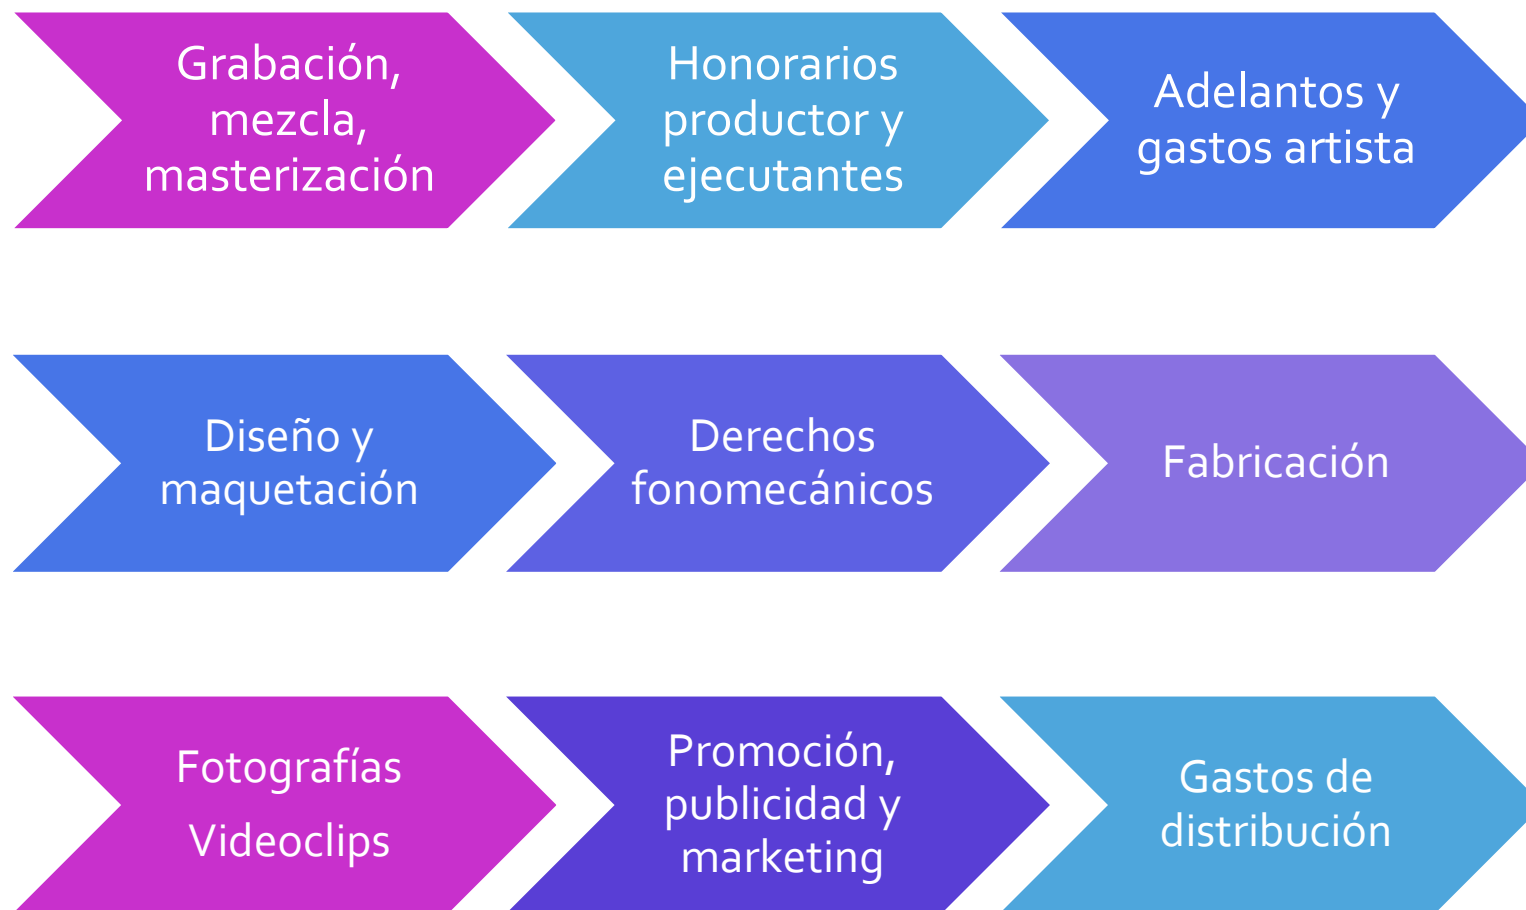 Grabación,
mezcla,
masterización
Honorarios
productor y
ejecutantes
Adelantos y
gastos artista
Diseño y
maquetación
Derechos
fonomecánicos
Fabricación
Fotografías
Videoclips
Promoción,
publicidad y
marketing
Gastos de
distribución